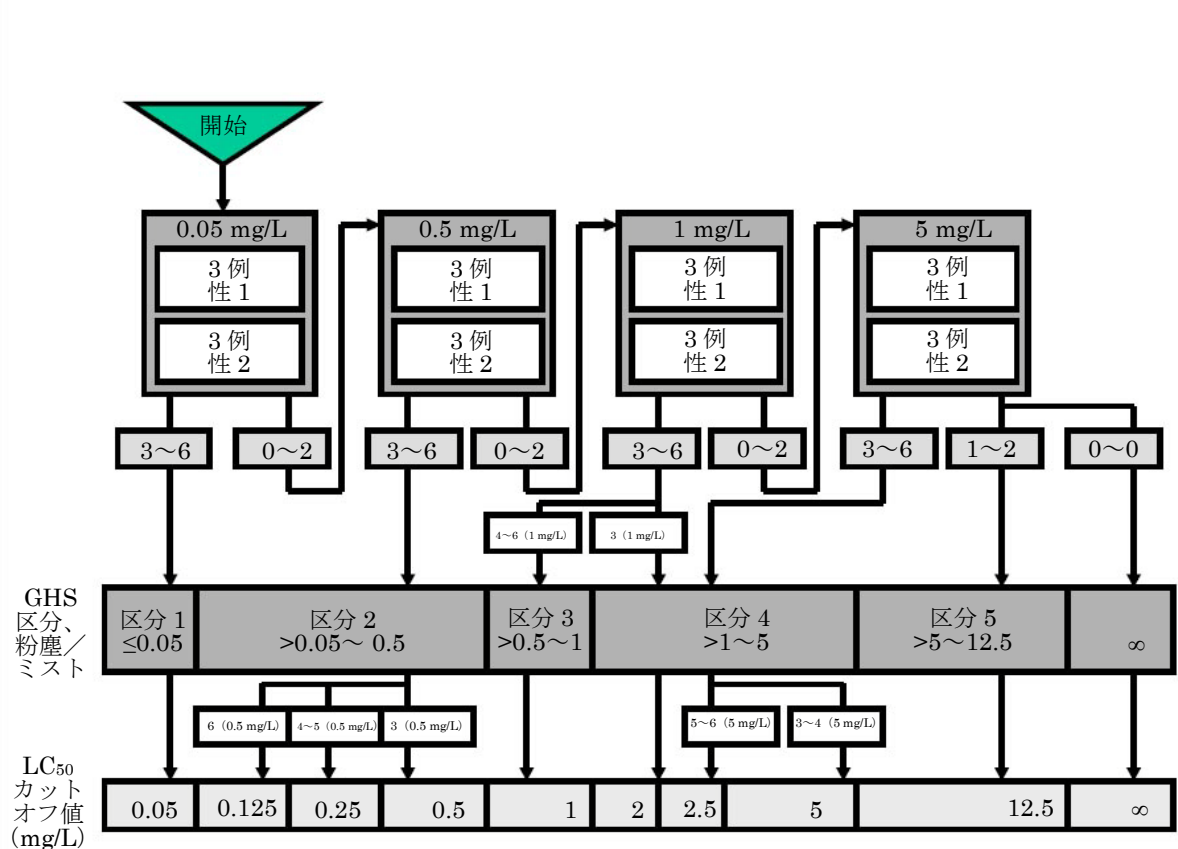 開始
0.05 mg/L
3 例
性 1
3 例
性 2
0.5 mg/L
3 例
性 1
3 例
性 2
1 mg/L
3 例
性 1
3 例
性 2
5 mg/L
3 例
性 1
3 例
性 2
3～6
0～2
3～6
0～2
3～6
0～2
3～6
1～2
0～0
4～6（1 mg/L）
3（1 mg/L）
GHS
区分、
粉塵／
ミスト
区分 1
≤0.05
区分 2
>0.05～ 0.5
区分 3
>0.5～1
区分 4
>1～5
区分 5
>5～12.5
∞
6（0.5 mg/L）
4～5（0.5 mg/L）
3（0.5 mg/L）
5～6（5 mg/L）
3～4（5 mg/L）
LC₅₀
カット
オフ値
(mg/L)
0.05
0.125
0.25
0.5
1
2
2.5
5
12.5
∞